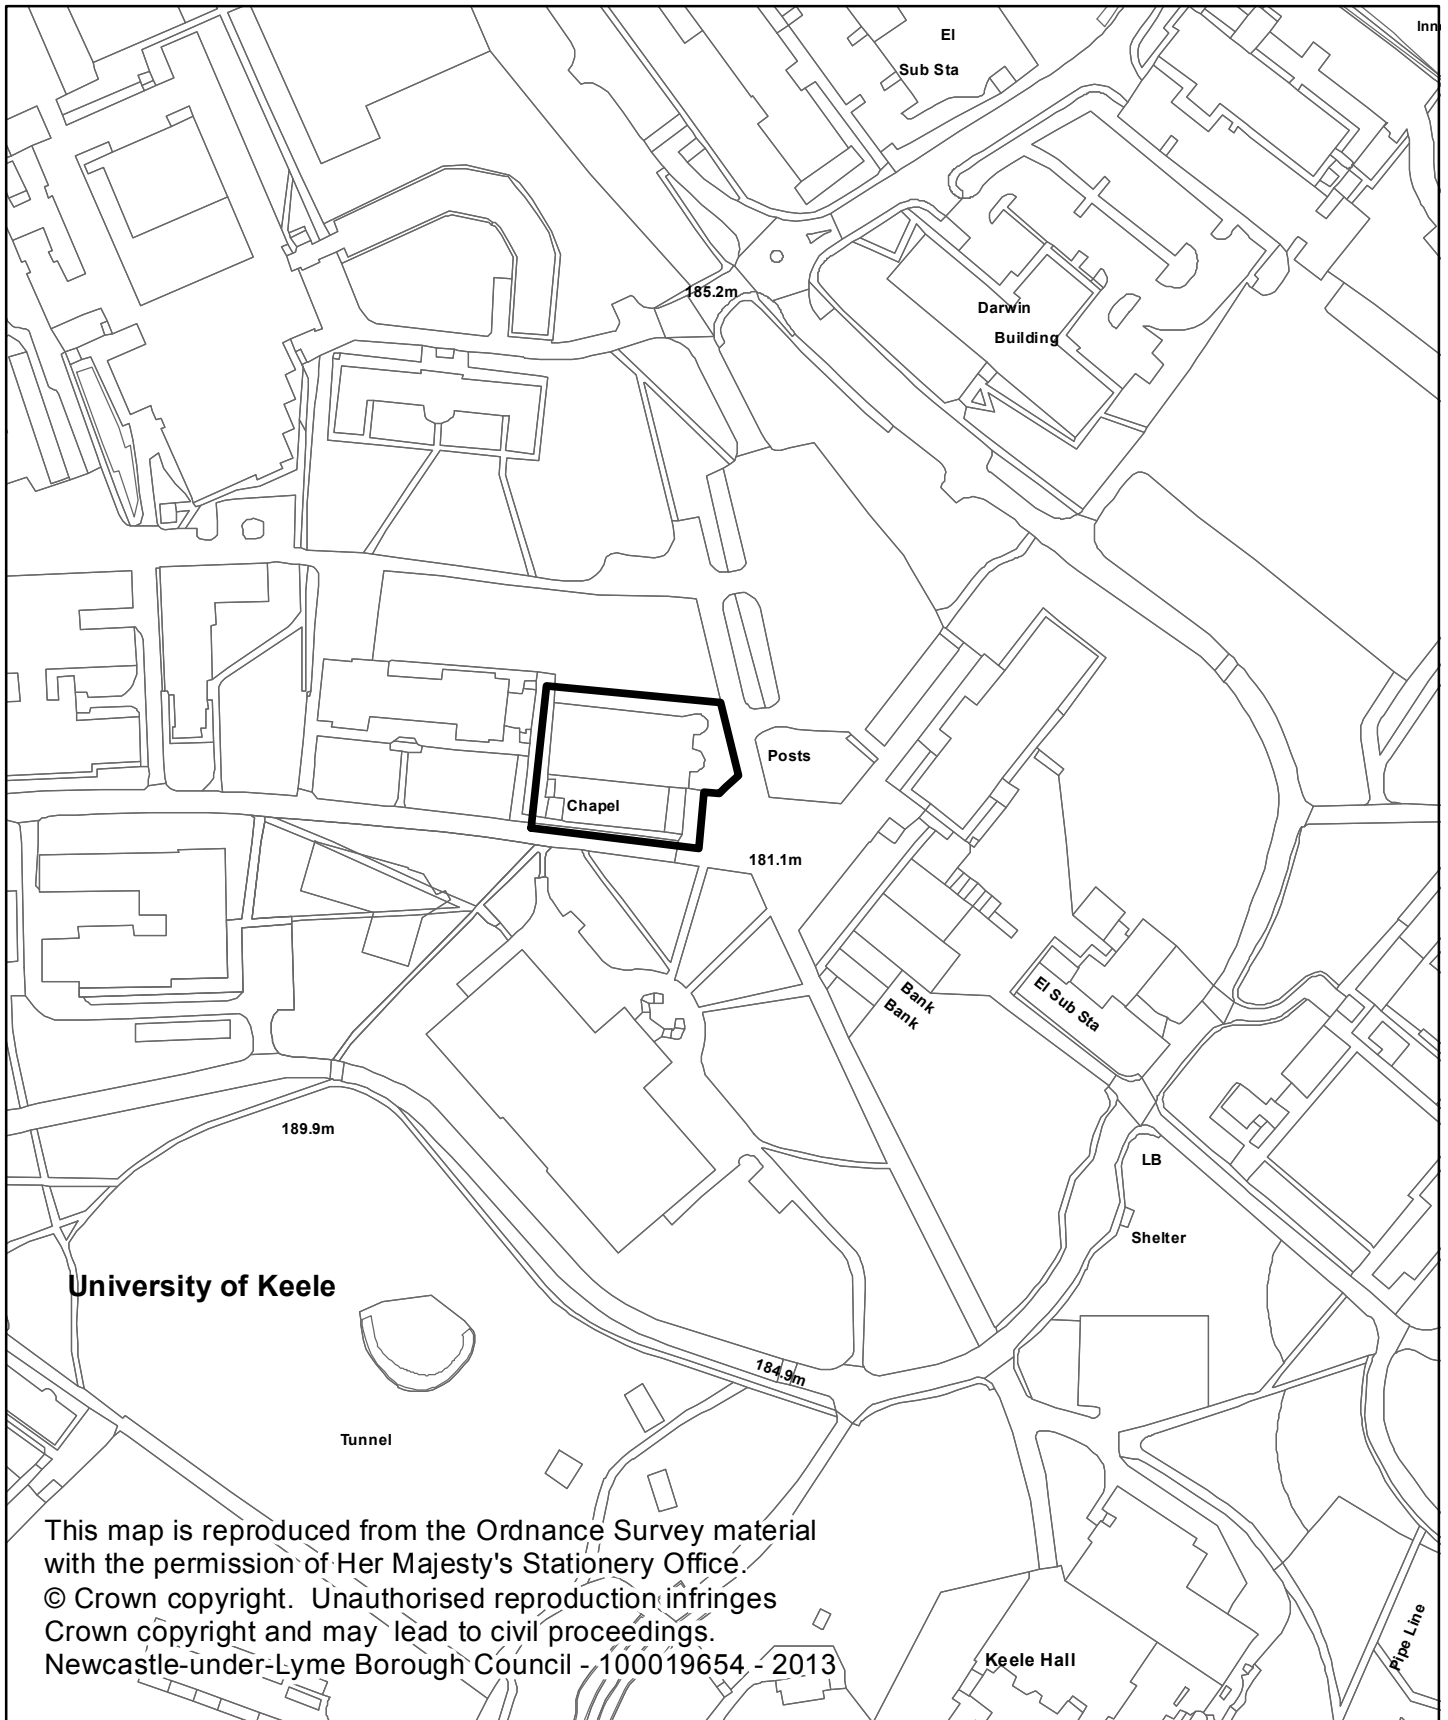 El
Sub Sta
185.2m
Darwin
Building
Posts
Chapel
181.1m
Bank
Bank
El Sub Sta
189.9m
LB
Shelter
University of Keele
184.9m
Tunnel
This map is reproduced from the Ordnance Survey material
with the permission of Her Majesty's Stationery Office.
© Crown copyright. Unauthorised reproduction infringes
Crown copyright and may lead to civil proceedings.
Newcastle-under-Lyme Borough Council - 100019654 - 2013
Keele Hall
Pipe Line